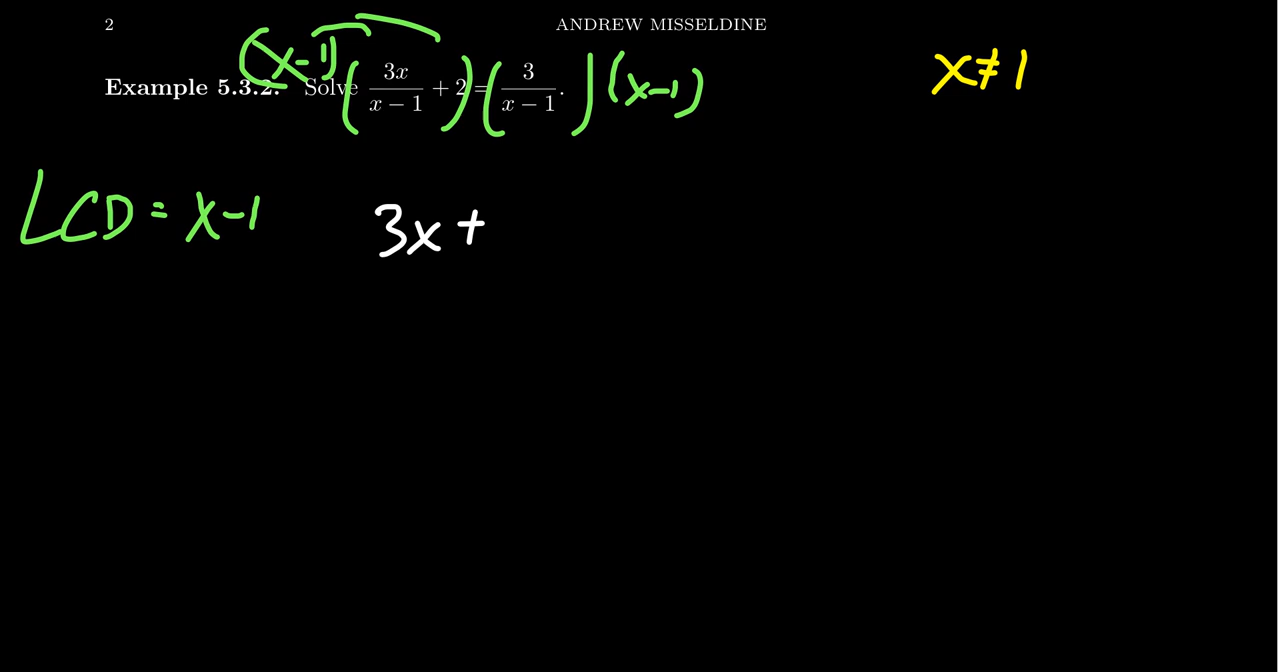 2 ANDREW MISSELDINE
x≠1
(x-1)
Example 5.3.2. Solve (3x/(x − 1) + 2) = (3/(x − 1).) (x-1)
LCD = x-1
3x +